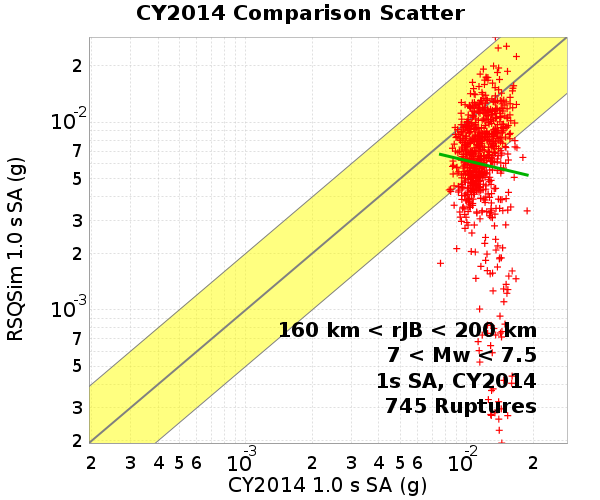 CY2014 Comparison Scatter
RSQSim 1.0 s SA (g)
2
10-2
7
5
3
2
10-3
7
5
3
2
160 km < rJB < 200 km
7 < Mw < 7.5
1s SA, CY2014
745 Ruptures
2 3 4 5 6 10-3 2 3 4 5 6 10-2 2
CY2014 1.0 s SA (g)